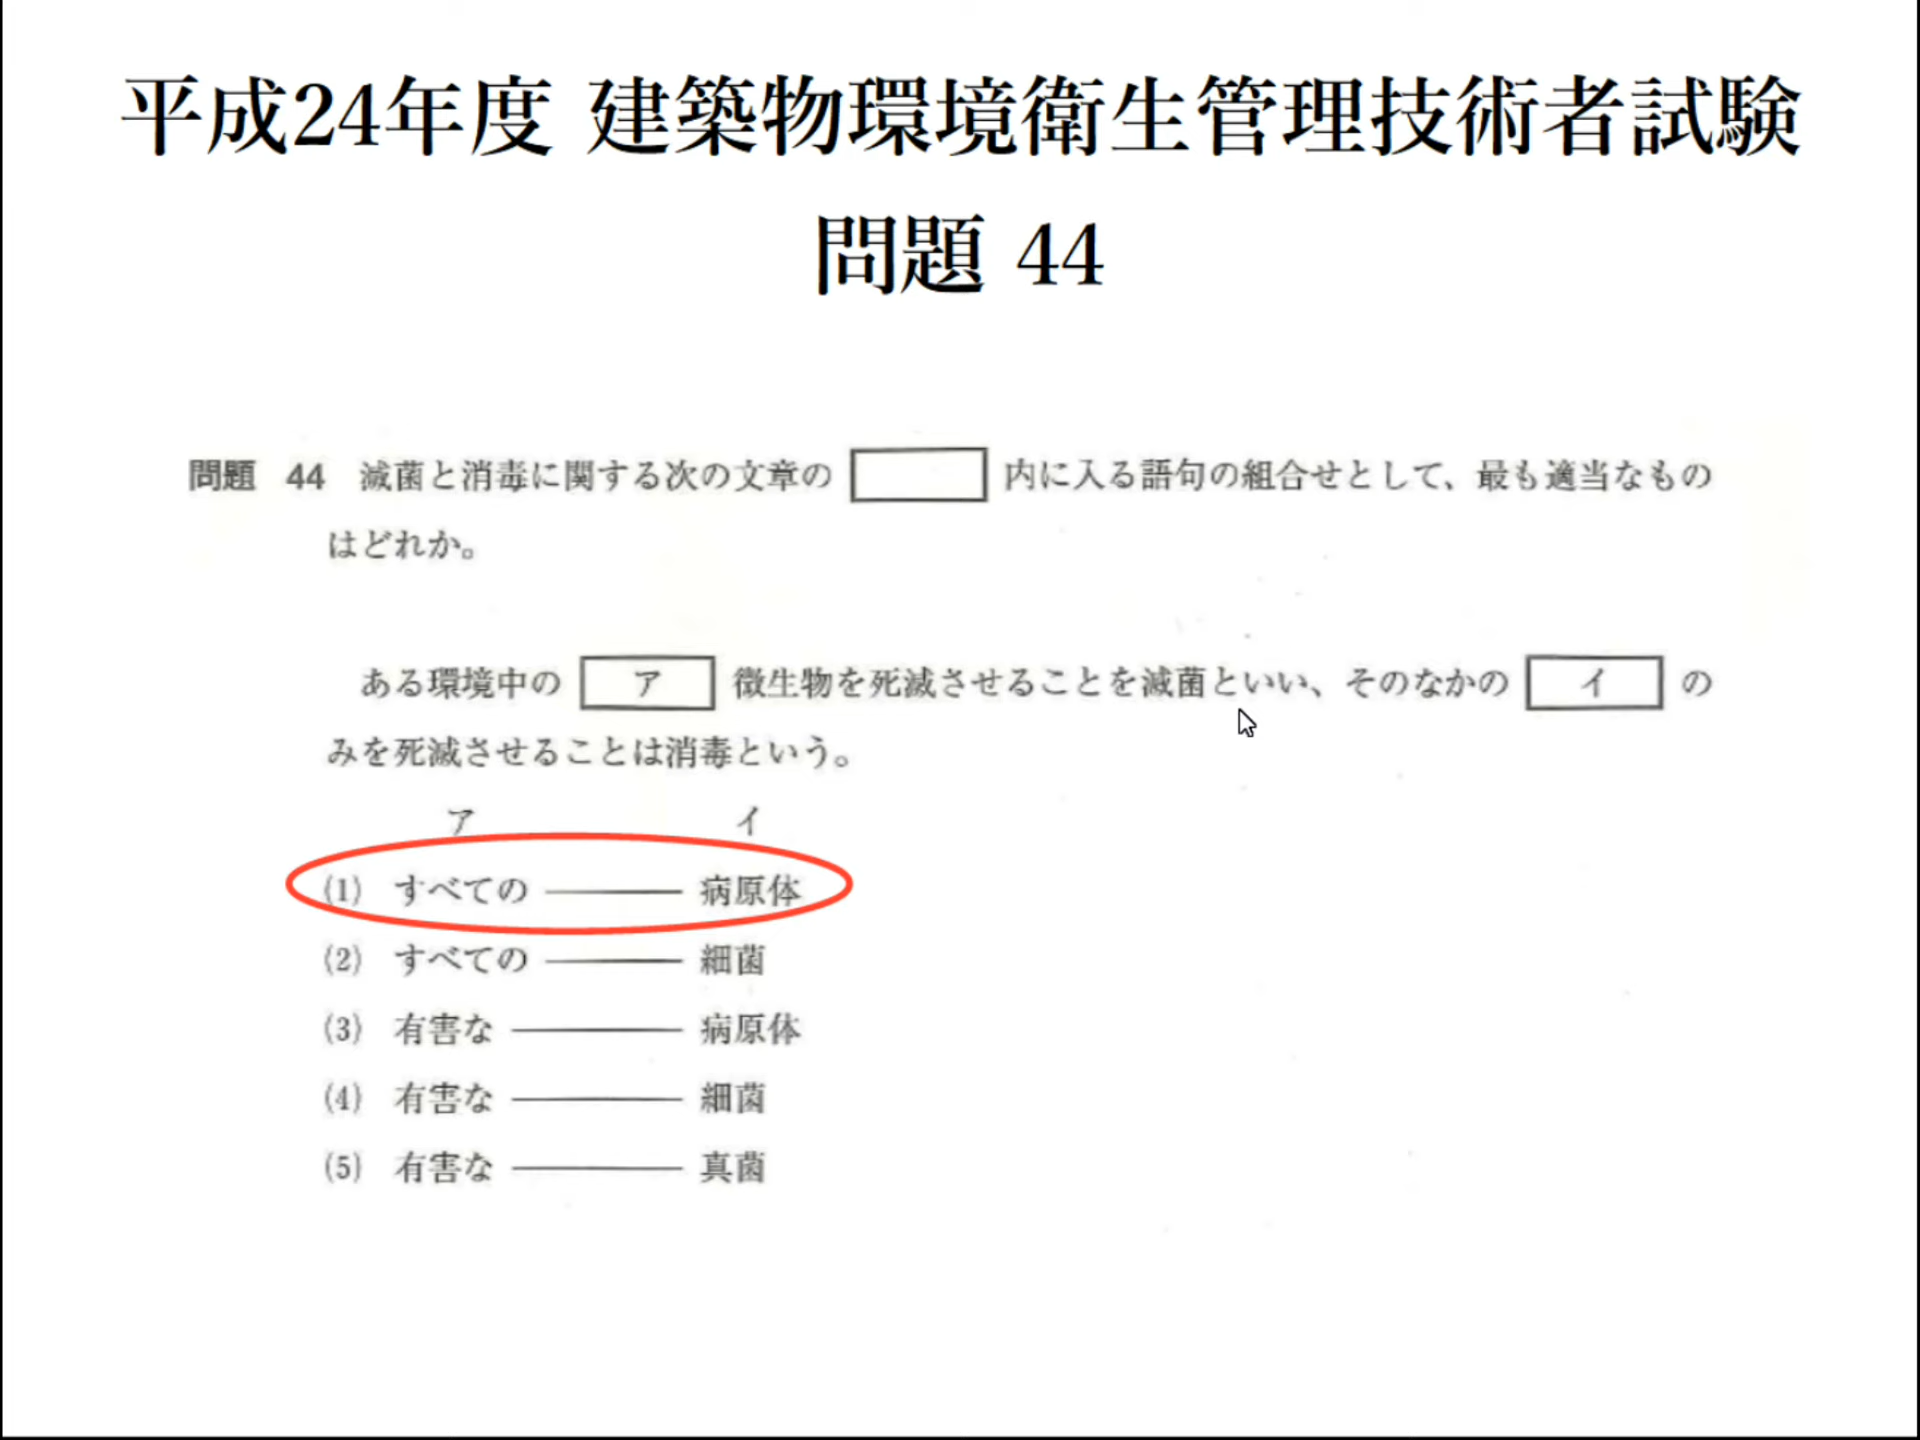 平成24年度 建築物環境衛生管理技術者試験
問題 44
問題 44 滅菌と消毒に関する次の文章の 内に入る語句の組合せとして、最も適当なもの
はどれか。
ある環境中の ア 微生物を死滅させることを滅菌といい、そのなかの イ の
みを死滅させることは消毒という。
ア イ
(1) すべての ―――― 病原体
(2) すべての ―――― 細菌
(3) 有害な ――――― 病原体
(4) 有害な ――――― 細菌
(5) 有害な ――――― 真菌